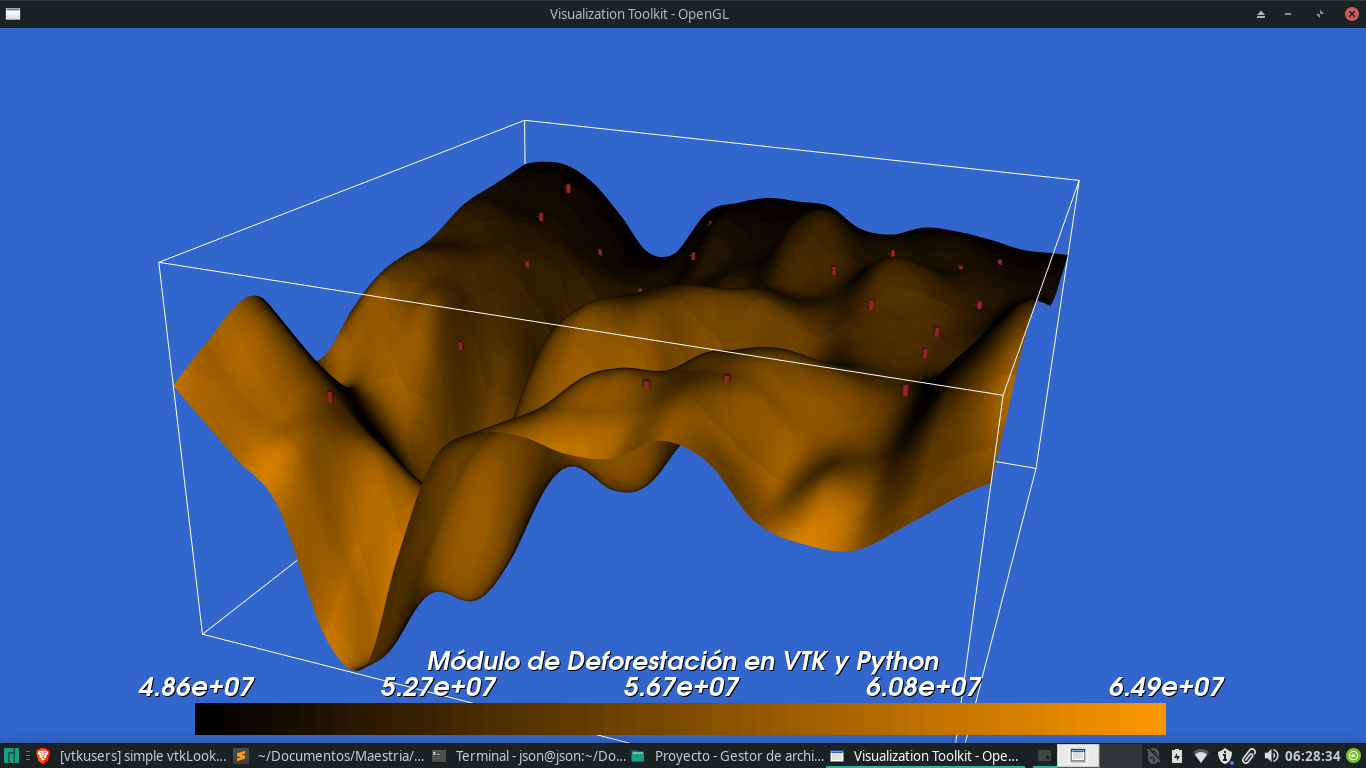 Visualization Toolkit - OpenGL
Módulo de Deforestación en VTK y Python
4.86e+07 5.27e+07 5.67e+07 6.08e+07 6.49e+07
[vtkusers] simple vtkLook... ~/Documentos/Maestria/... Terminal - json@json:~/Do... Proyecto - Gestor de archi... Visualization Toolkit - Ope... 06:28:34